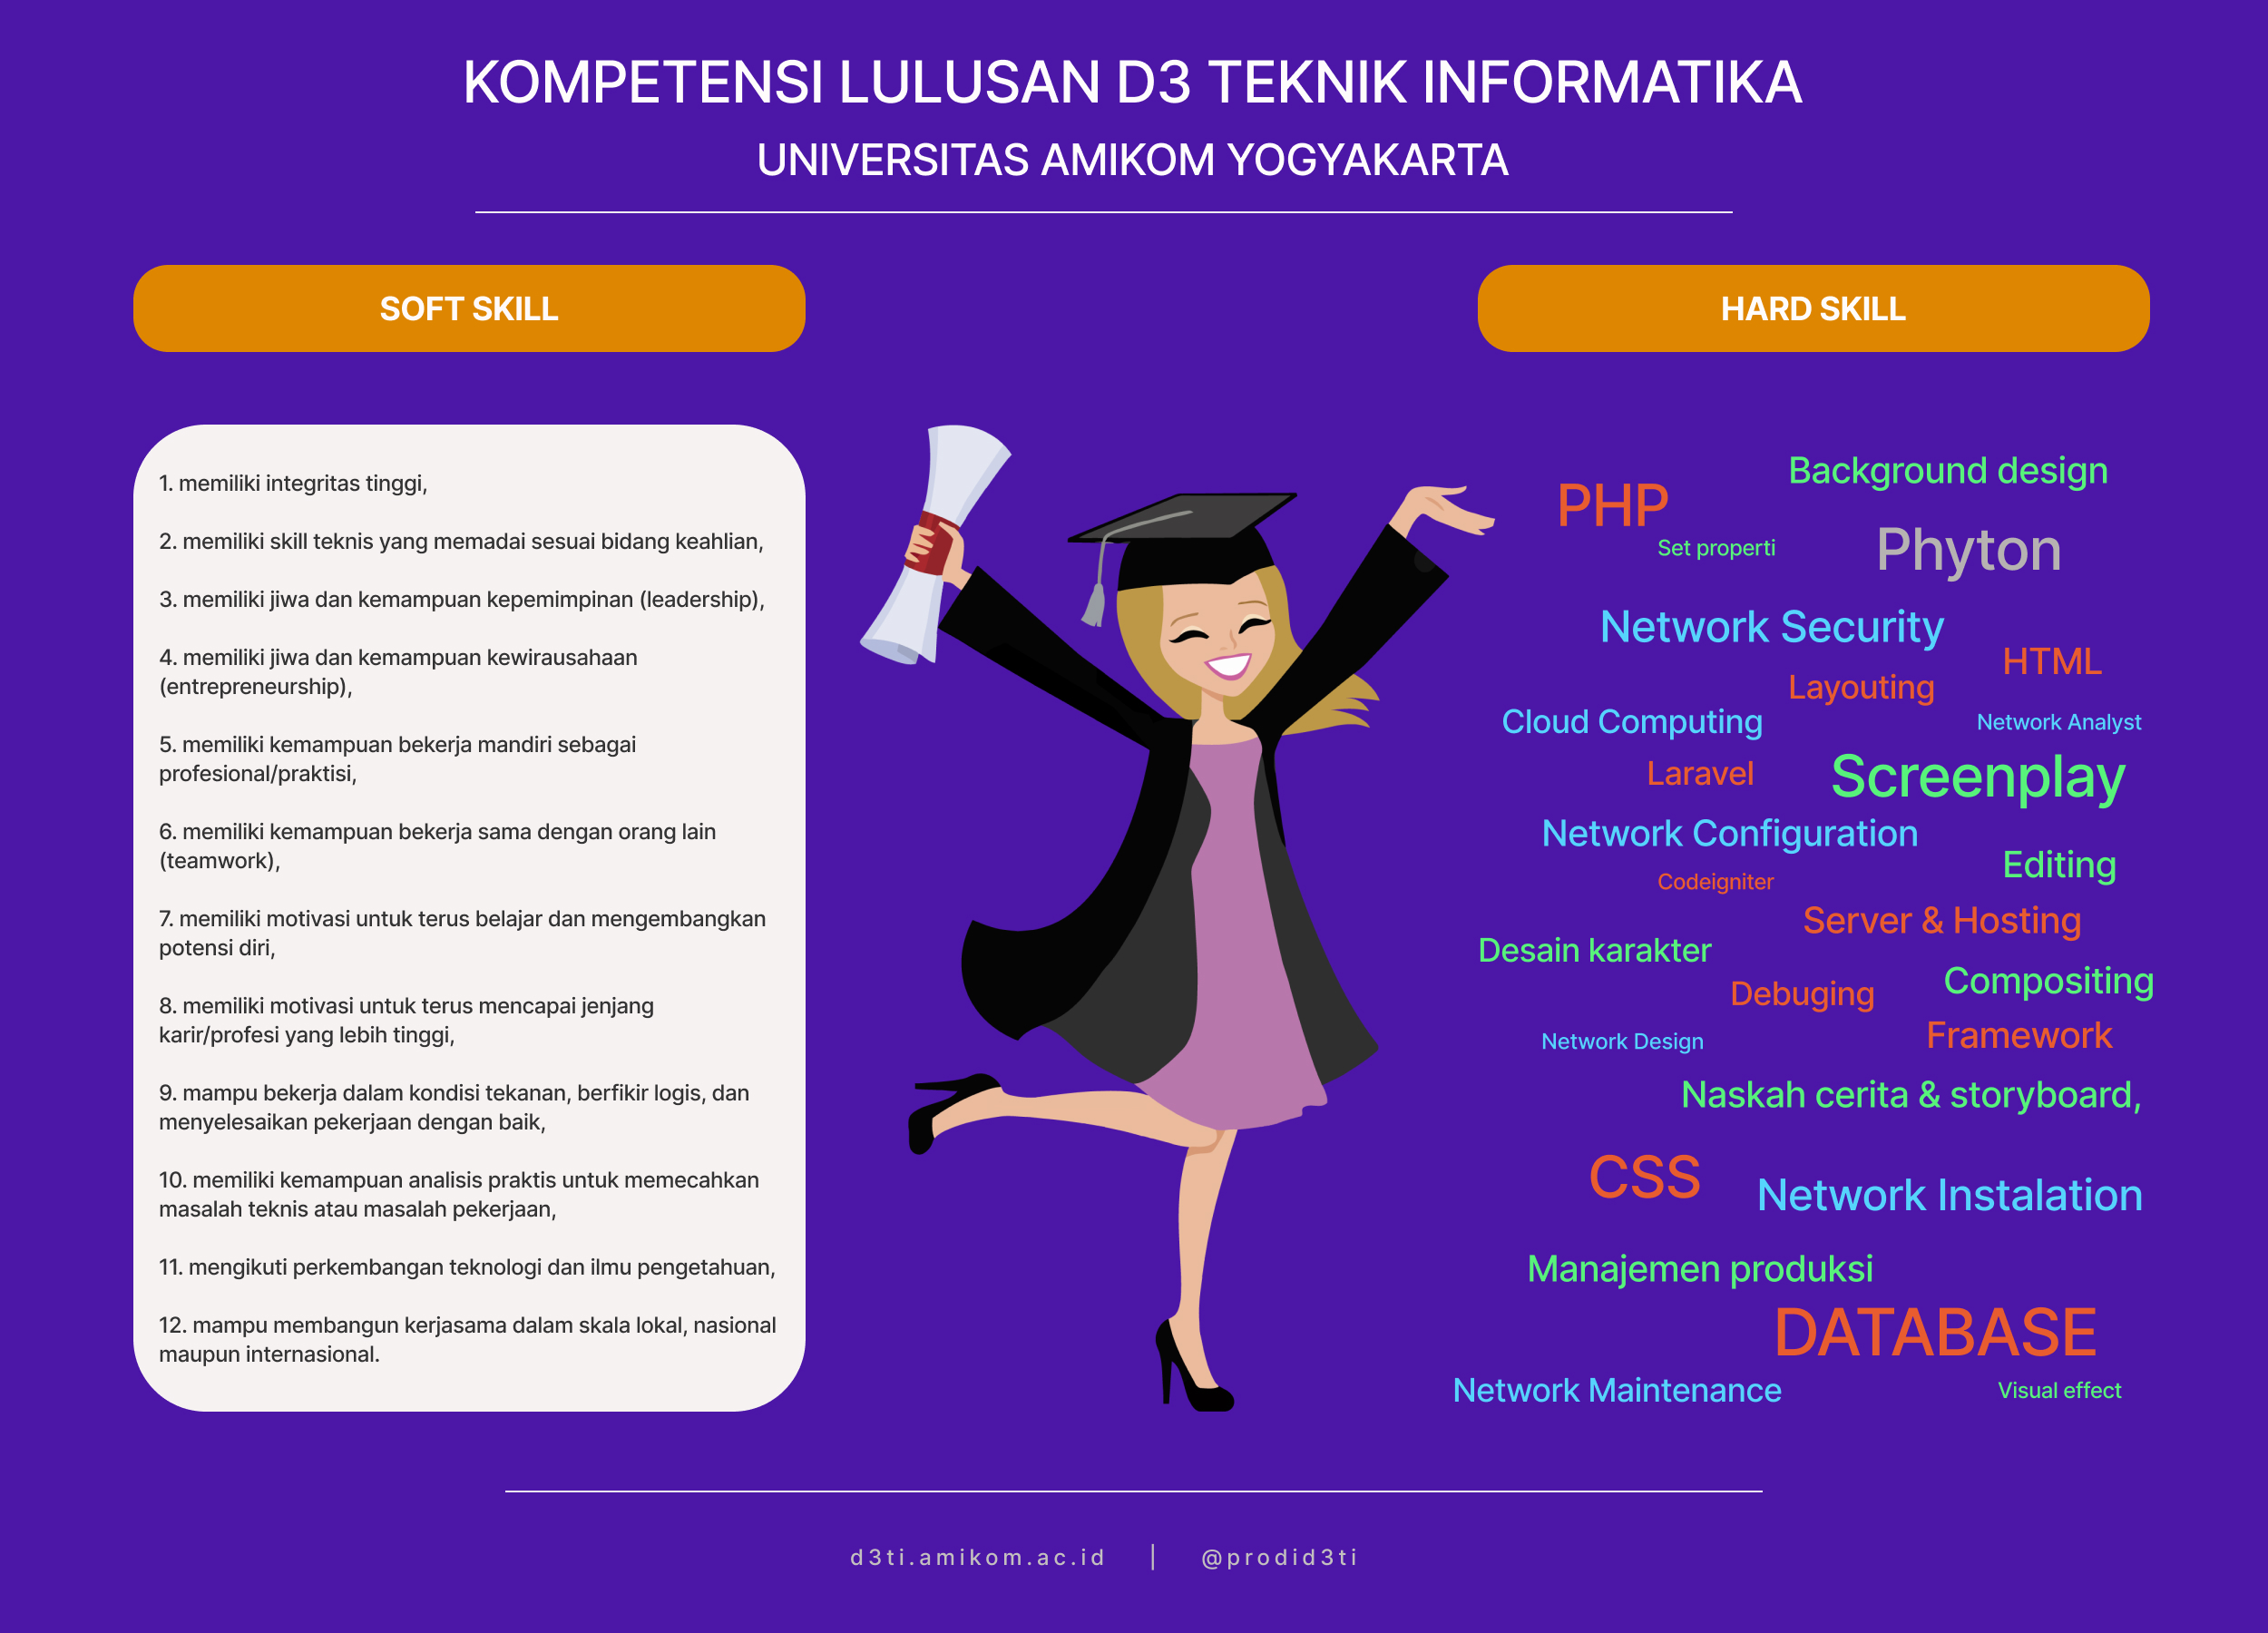 KOMPETENSI LULUSAN D3 TEKNIK INFORMATIKA
UNIVERSITAS AMIKOM YOGYAKARTA
SOFT SKILL
1. memiliki integritas tinggi,
2. memiliki skill teknis yang memadai sesuai bidang keahlian,
3. memiliki jiwa dan kemampuan kepemimpinan (leadership),
4. memiliki jiwa dan kemampuan kewirausahaan
(entrepreneurship),
5. memiliki kemampuan bekerja mandiri sebagai
profesional/praktisi,
6. memiliki kemampuan bekerja sama dengan orang lain
(teamwork),
7. memiliki motivasi untuk terus belajar dan mengembangkan
potensi diri,
8. memiliki motivasi untuk terus mencapai jenjang
karir/profesi yang lebih tinggi,
9. mampu bekerja dalam kondisi tekanan, berfikir logis, dan
menyelesaikan pekerjaan dengan baik,
10. memiliki kemampuan analisis praktis untuk memecahkan
masalah teknis atau masalah pekerjaan,
11. mengikuti perkembangan teknologi dan ilmu pengetahuan,
12. mampu membangun kerjasama dalam skala lokal, nasional
maupun internasional.
HARD SKILL
Background design
PHP
Set properti
Phyton
Network Security
HTML
Layouting
Cloud Computing
Network Analyst
Laravel
Screenplay
Network Configuration
Editing
Codeigniter
Server & Hosting
Desain karakter
Compositing
Debuging
Framework
Network Design
Naskah cerita & storyboard,
CSS
Network Instalation
Manajemen produksi
DATABASE
Network Maintenance
Visual effect
d3ti.amikom.ac.id | @prodid3ti